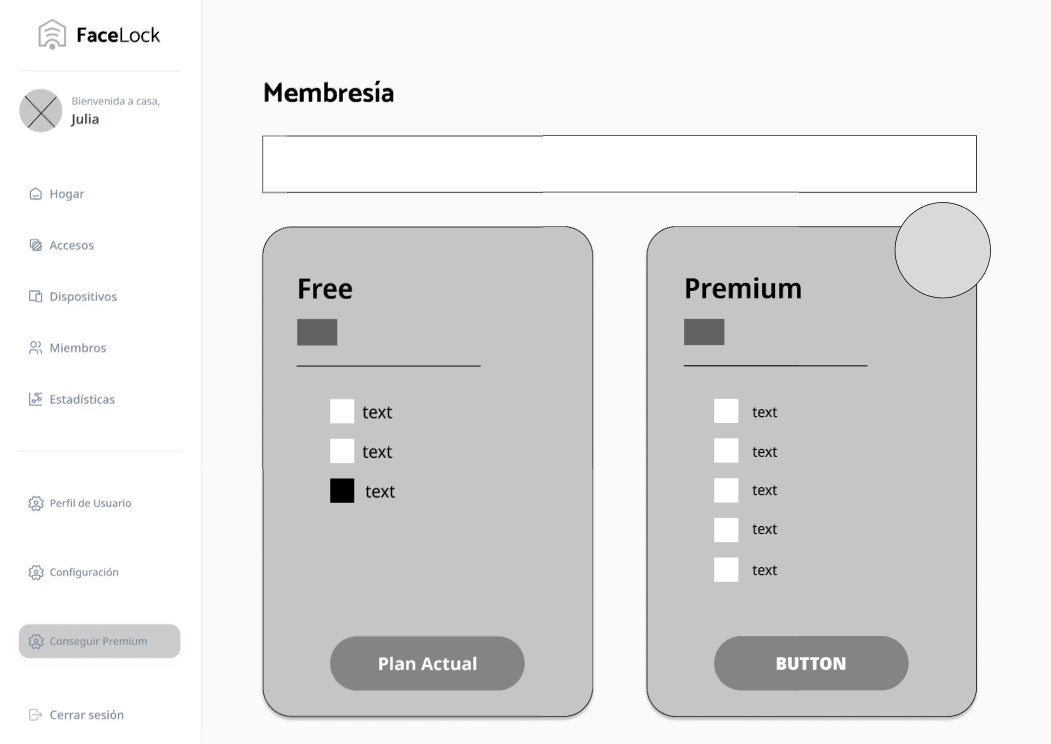 FaceLock
Bienvenida a casa,
Julia
Hogar
Accesos
Dispositivos
Miembros
Estadísticas
Perfil de Usuario
Configuración
Conseguir Premium
Cerrar sesión
Membresía
Free
text
text
text
Plan Actual
Premium
text
text
text
text
text
BUTTON